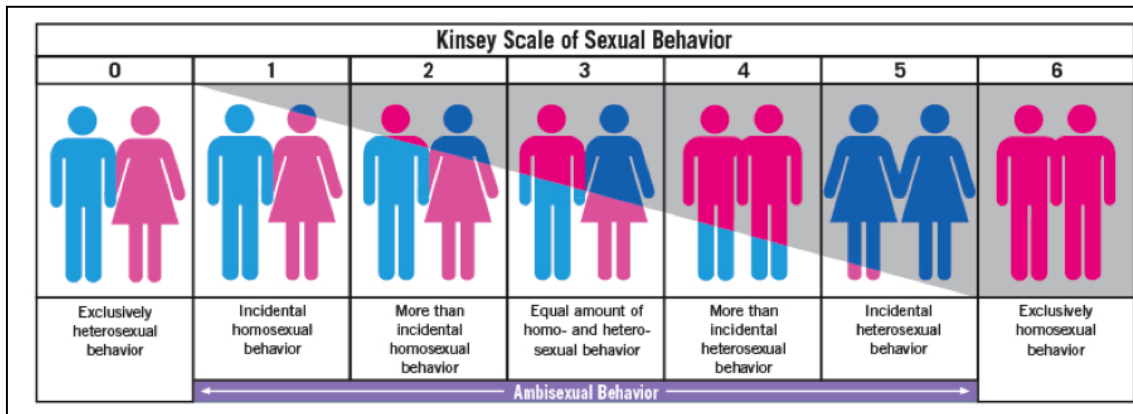 Kinsey Scale of Sexual Behavior
0 1 2 3 4 5 6
Exclusively
heterosexual
behavior
Incidental
homosexual
behavior
More than
incidental
homosexual
behavior
Equal amount of
homo- and hetero-
sexual behavior
More than
incidental
heterosexual
behavior
Incidental
heterosexual
behavior
Exclusively
homosexual
behavior
Ambisexual Behavior